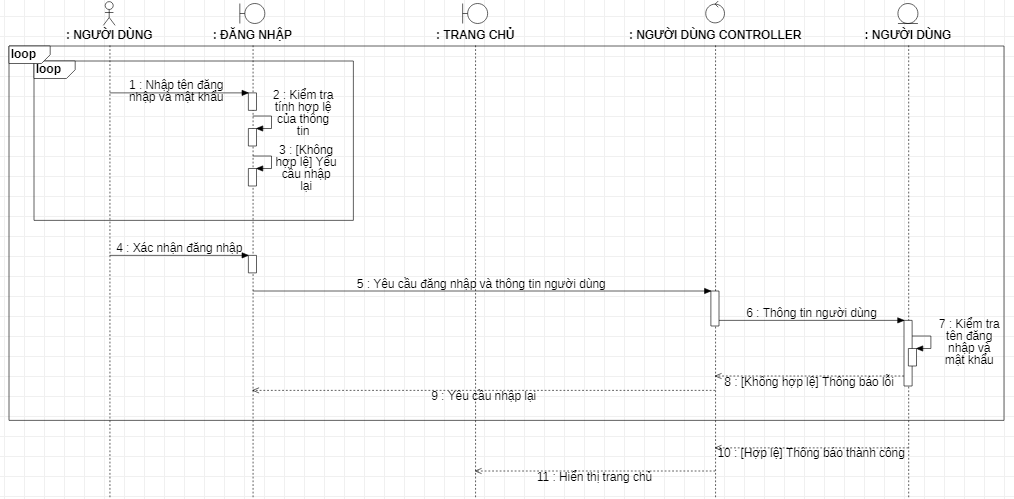 : NGƯỜI DÙNG
: ĐĂNG NHẬP
: TRANG CHỦ
: NGƯỜI DÙNG CONTROLLER
: NGƯỜI DÙNG
loop
loop
1 : Nhập tên đăng
nhập và mật khẩu
2 : Kiểm tra
tính hợp lệ
của thông
tin
3 : [Không
hợp lệ] Yêu
cầu nhập
lại
4 : Xác nhận đăng nhập
5 : Yêu cầu đăng nhập và thông tin người dùng
6 : Thông tin người dùng
7 : Kiểm tra
tên đăng
nhập và
mật khẩu
8 : [Không hợp lệ] Thông báo lỗi
9 : Yêu cầu nhập lại
10 : [Hợp lệ] Thông báo thành công
11 : Hiển thị trang chủ